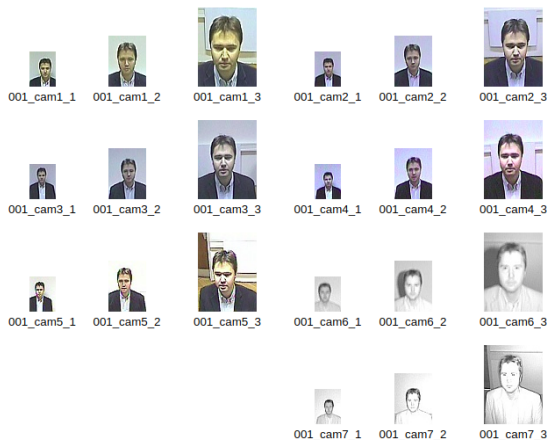 001_cam1_1 001_cam1_2 001_cam1_3 001_cam2_1 001_cam2_2 001_cam2_3
001_cam3_1 001_cam3_2 001_cam3_3 001_cam4_1 001_cam4_2 001_cam4_3
001_cam5_1 001_cam5_2 001_cam5_3 001_cam6_1 001_cam6_2 001_cam6_3
001_cam7_1 001_cam7_2 001_cam7_3